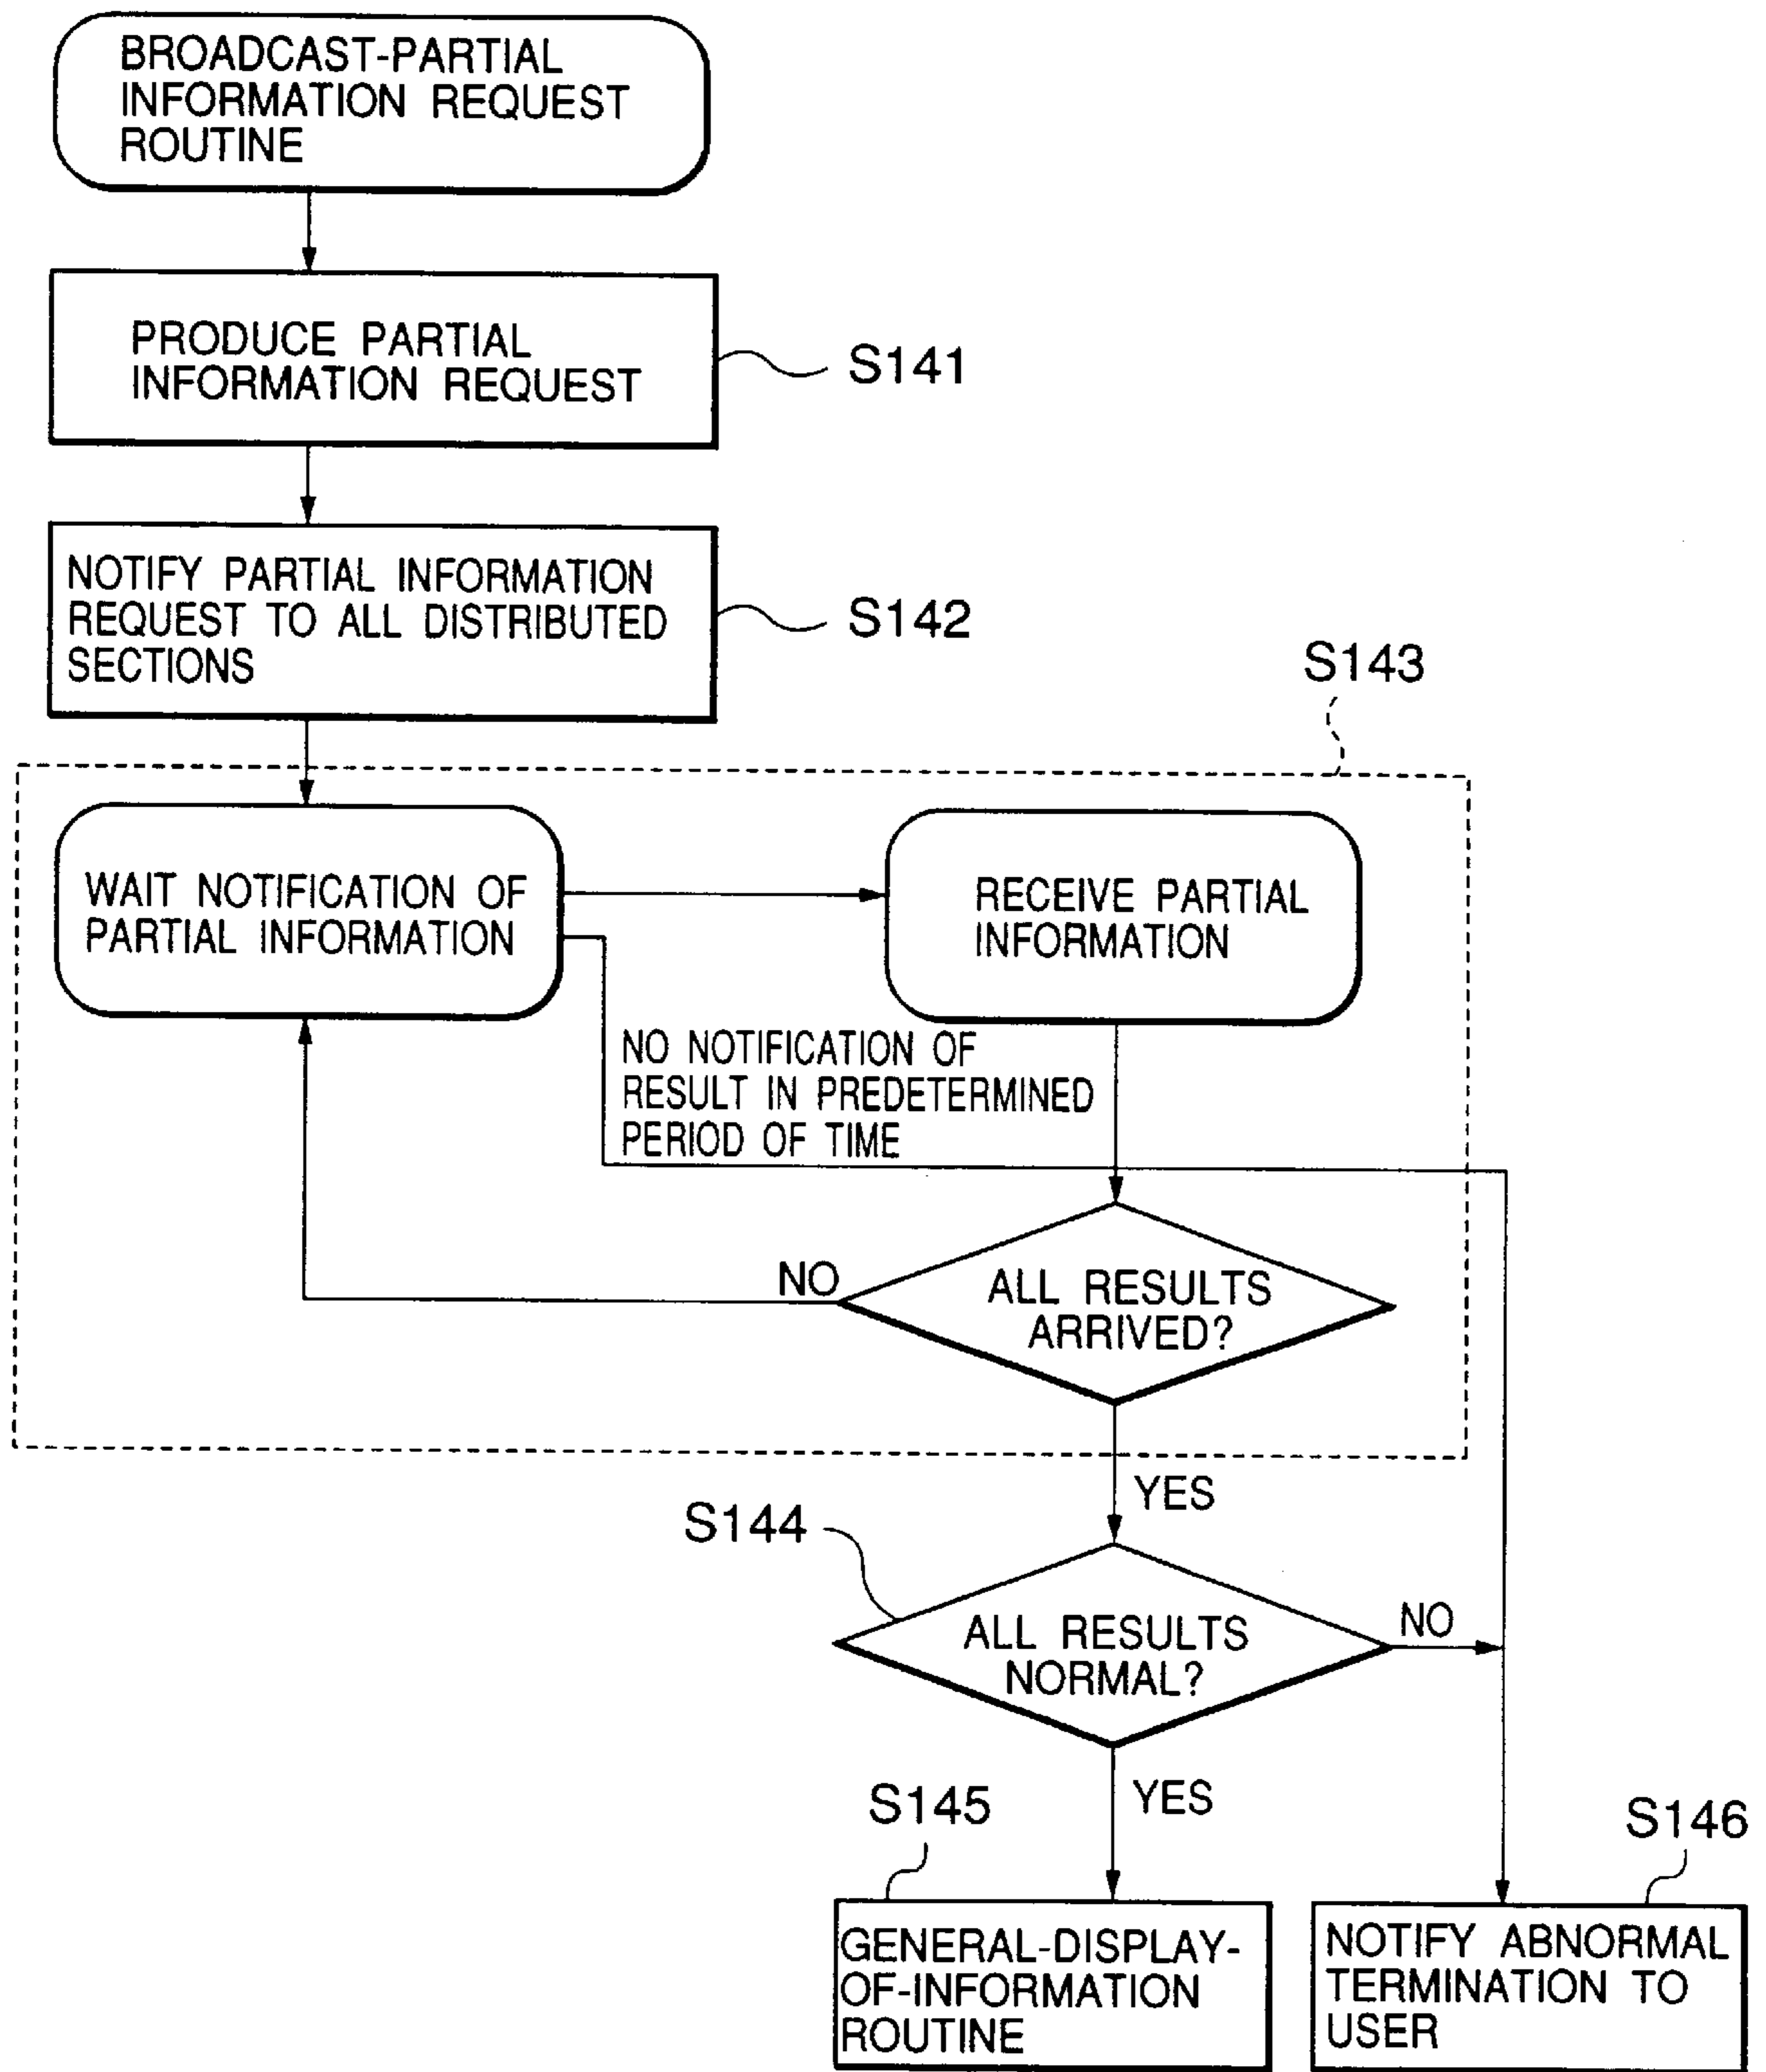 BROADCAST-PARTIAL
INFORMATION REQUEST
ROUTINE
PRODUCE PARTIAL
INFORMATION REQUEST
S141
NOTIFY PARTIAL INFORMATION
REQUEST TO ALL DISTRIBUTED
SECTIONS
S142
S143
WAIT NOTIFICATION OF
PARTIAL INFORMATION
RECEIVE PARTIAL
INFORMATION
NO NOTIFICATION OF
RESULT IN PREDETERMINED
PERIOD OF TIME
NO
ALL RESULTS
ARRIVED?
YES
S144
ALL RESULTS
NORMAL?
NO
YES
S145
S146
GENERAL-DISPLAY-
OF-INFORMATION
ROUTINE
NOTIFY ABNORMAL
TERMINATION TO
USER